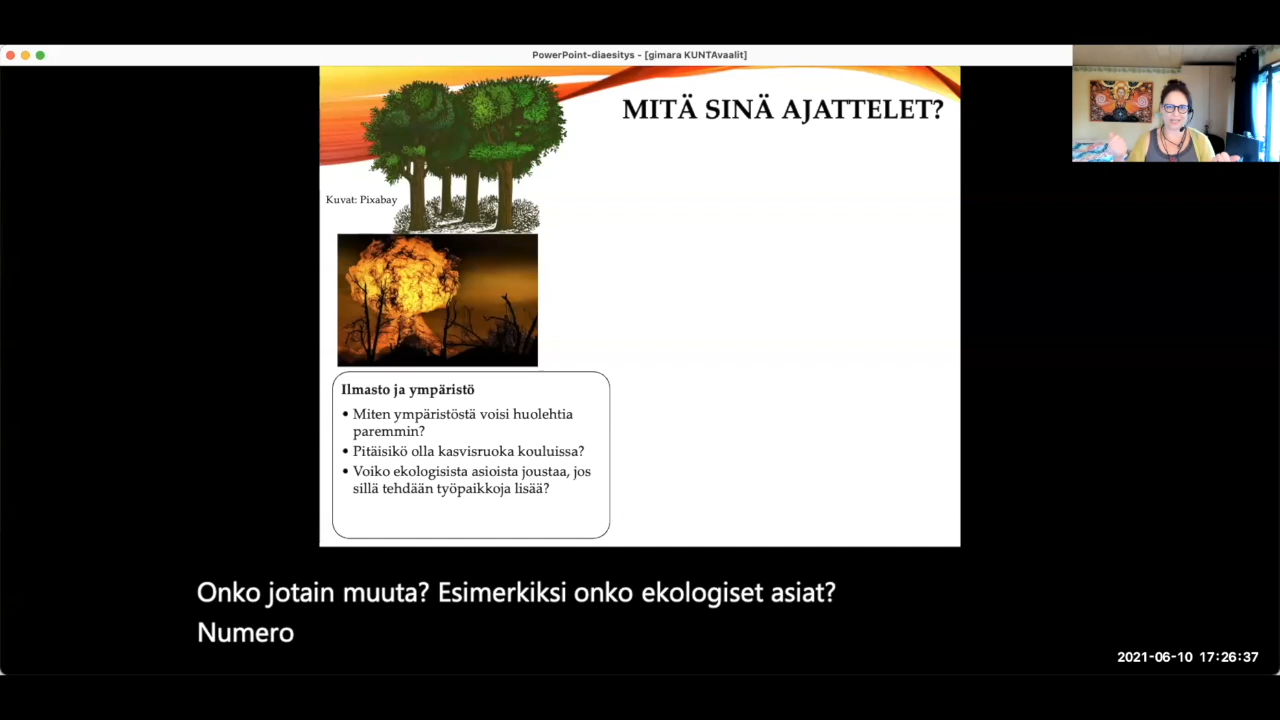 PowerPoint-diaesitys - [gimara KUNTAvaalit]
MITÄ SINÄ AJATTELET?
Kuvat: Pixabay
Ilmasto ja ympäristö
• Miten ympäristöstä voisi huolehtia
paremmin?
• Pitäisikö olla kasvisruoka kouluissa?
• Voiko ekologisista asioista joustaa, jos
sillä tehdään työpaikkoja lisää?
Onko jotain muuta? Esimerkiksi onko ekologiset asiat?
Numero
2021-06-10 17:26:37